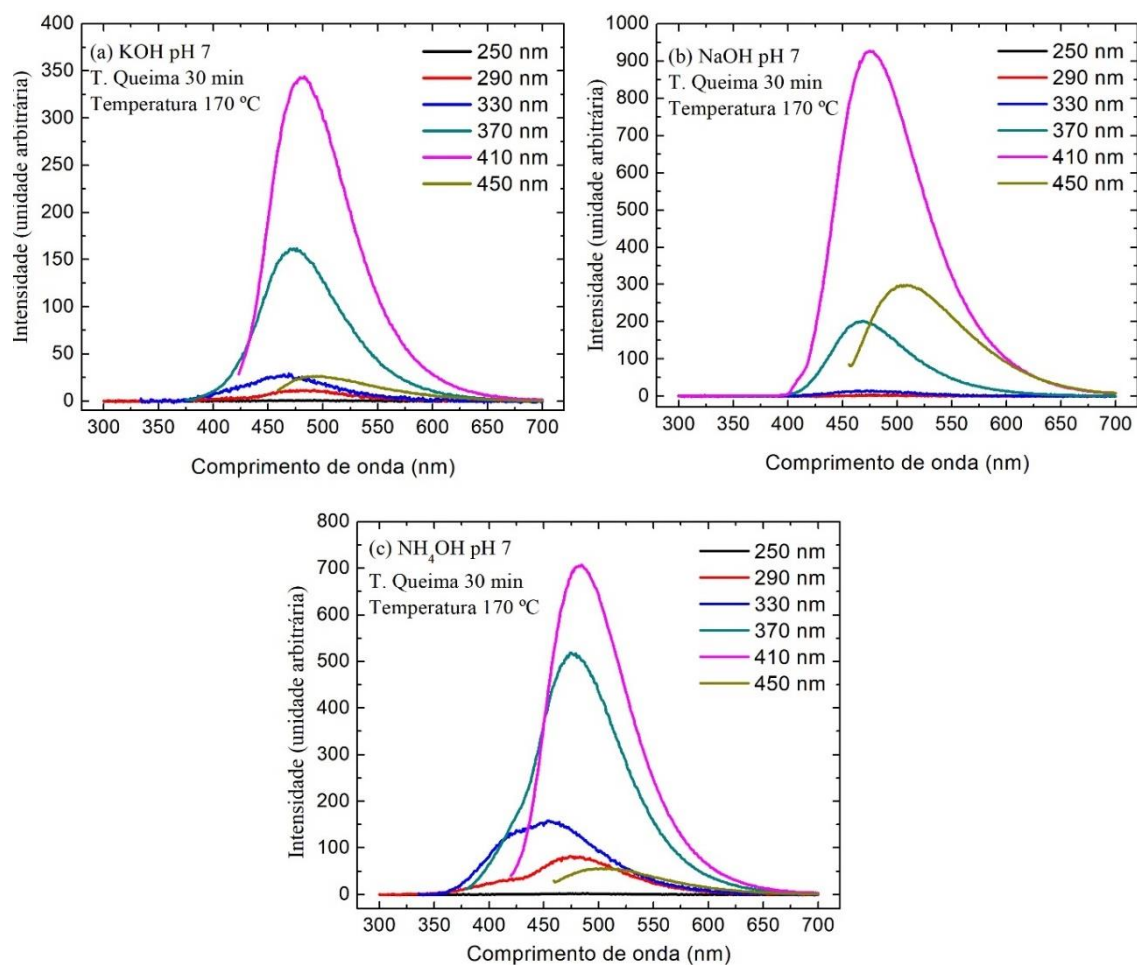 (a) KOH pH 7
T. Queima 30 min
Temperatura 170 ºC
250 nm
290 nm
330 nm
370 nm
410 nm
450 nm
Intensidade (unidade arbitrária)
400
350
300
250
200
150
100
50
0
300 350 400 450 500 550 600 650 700
Comprimento de onda (nm)
(b) NaOH pH 7
T. Queima 30 min
Temperatura 170 ºC
250 nm
290 nm
330 nm
370 nm
410 nm
450 nm
Intensidade (unidade arbitrária)
1000
900
800
700
600
500
400
300
200
100
0
300 350 400 450 500 550 600 650 700
Comprimento de onda (nm)
(c) NH₄OH pH 7
T. Queima 30 min
Temperatura 170 ºC
250 nm
290 nm
330 nm
370 nm
410 nm
450 nm
Intensidade (unidade arbitrária)
800
700
600
500
400
300
200
100
0
300 350 400 450 500 550 600 650 700
Comprimento de onda (nm)